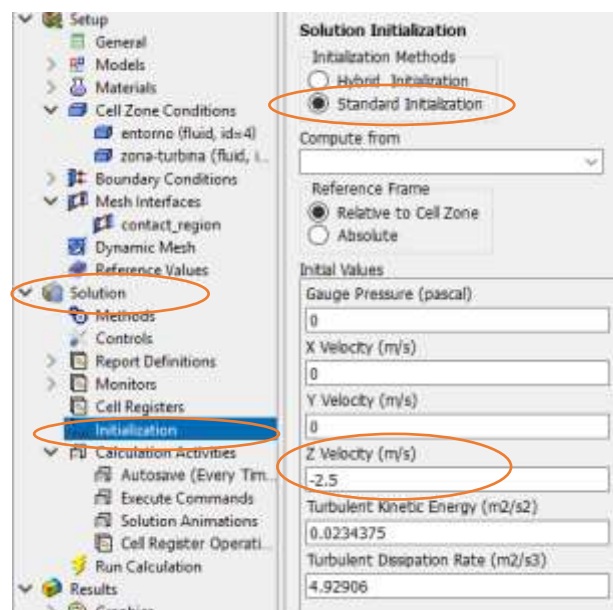 Setup
General
Models
Materials
Cell Zone Conditions
entorno (fluid, id=4)
zona-turbina (fluid, i...
Boundary Conditions
Mesh Interfaces
contact_region
Dynamic Mesh
Reference Values
Solution
Methods
Controls
Report Definitions
Monitors
Cell Registers
Initialization
Calculation Activities
Autosave (Every Tim...
Execute Commands
Solution Animations
Cell Register Operati...
Run Calculation
Results
Graphics
Solution Initialization
Initialization Methods
Hybrid Initialization
Standard Initialization
Compute from
Reference Frame
Relative to Cell Zone
Absolute
Initial Values
Gauge Pressure (pascal)
0
X Velocity (m/s)
0
Y Velocity (m/s)
0
Z Velocity (m/s)
-2.5
Turbulent Kinetic Energy (m2/s2)
0.0234375
Turbulent Dissipation Rate (m2/s3)
4.92906